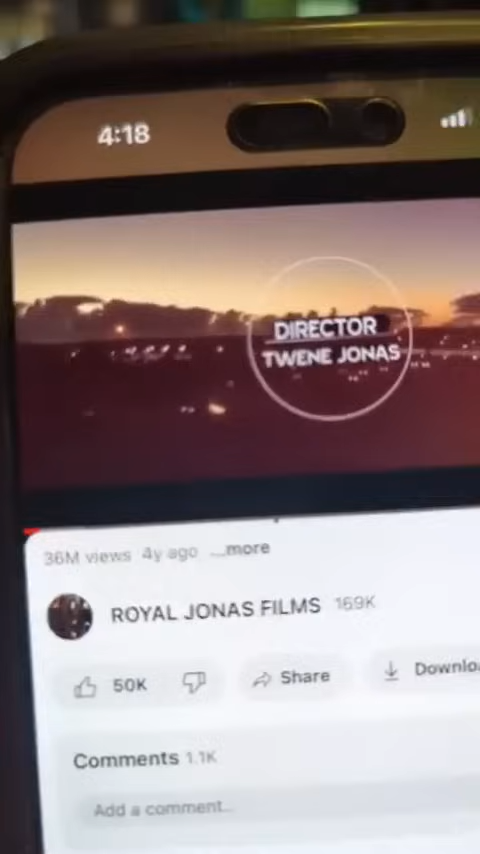 4:18
DIRECTOR
TWENE JONAS
36M views 4y ago ...more
ROYAL JONAS FILMS 169K
50K Share Downlo
Comments 1.1K
Add a comment...